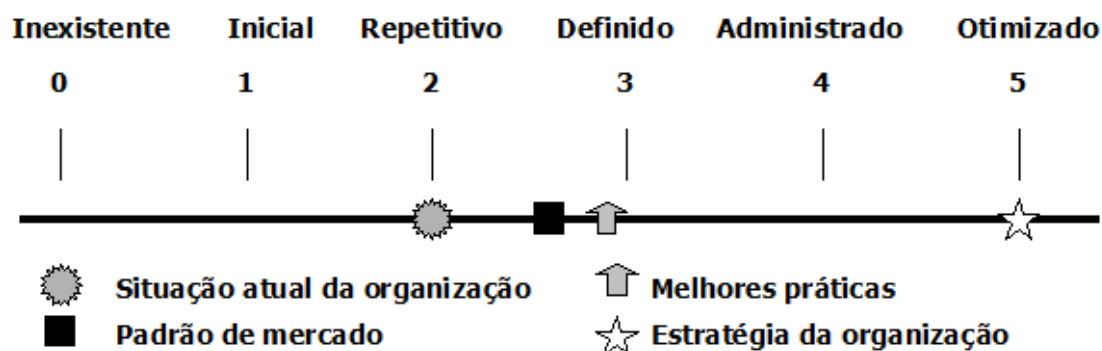 Inexistente Inicial Repetitivo Definido Administrado Otimizado
0 1 2 3 4 5
Situação atual da organização Melhores práticas
Padrão de mercado Estratégia da organização